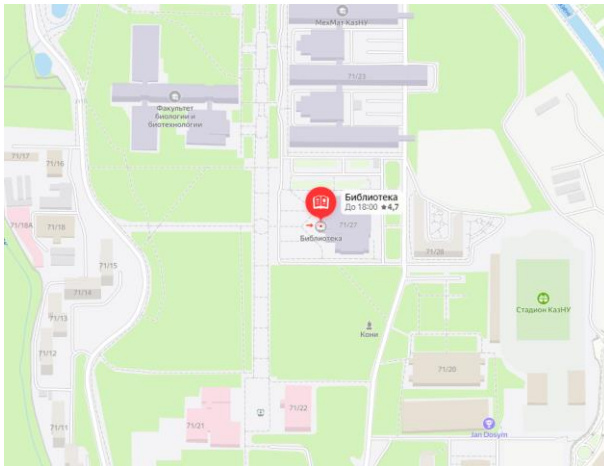 МехМат КазНУ
71/23
Факультет
биологии и
биотехнологии
71/17
71/16
71/18А
71/18
Библиотека
До 18:00 ★4,7
71/27
Библиотека
71/26
71/15
71/14
71/13
71/12
Стадион КазНУ
Кони
71/20
71/22
71/21
71/11
Jan Dosym